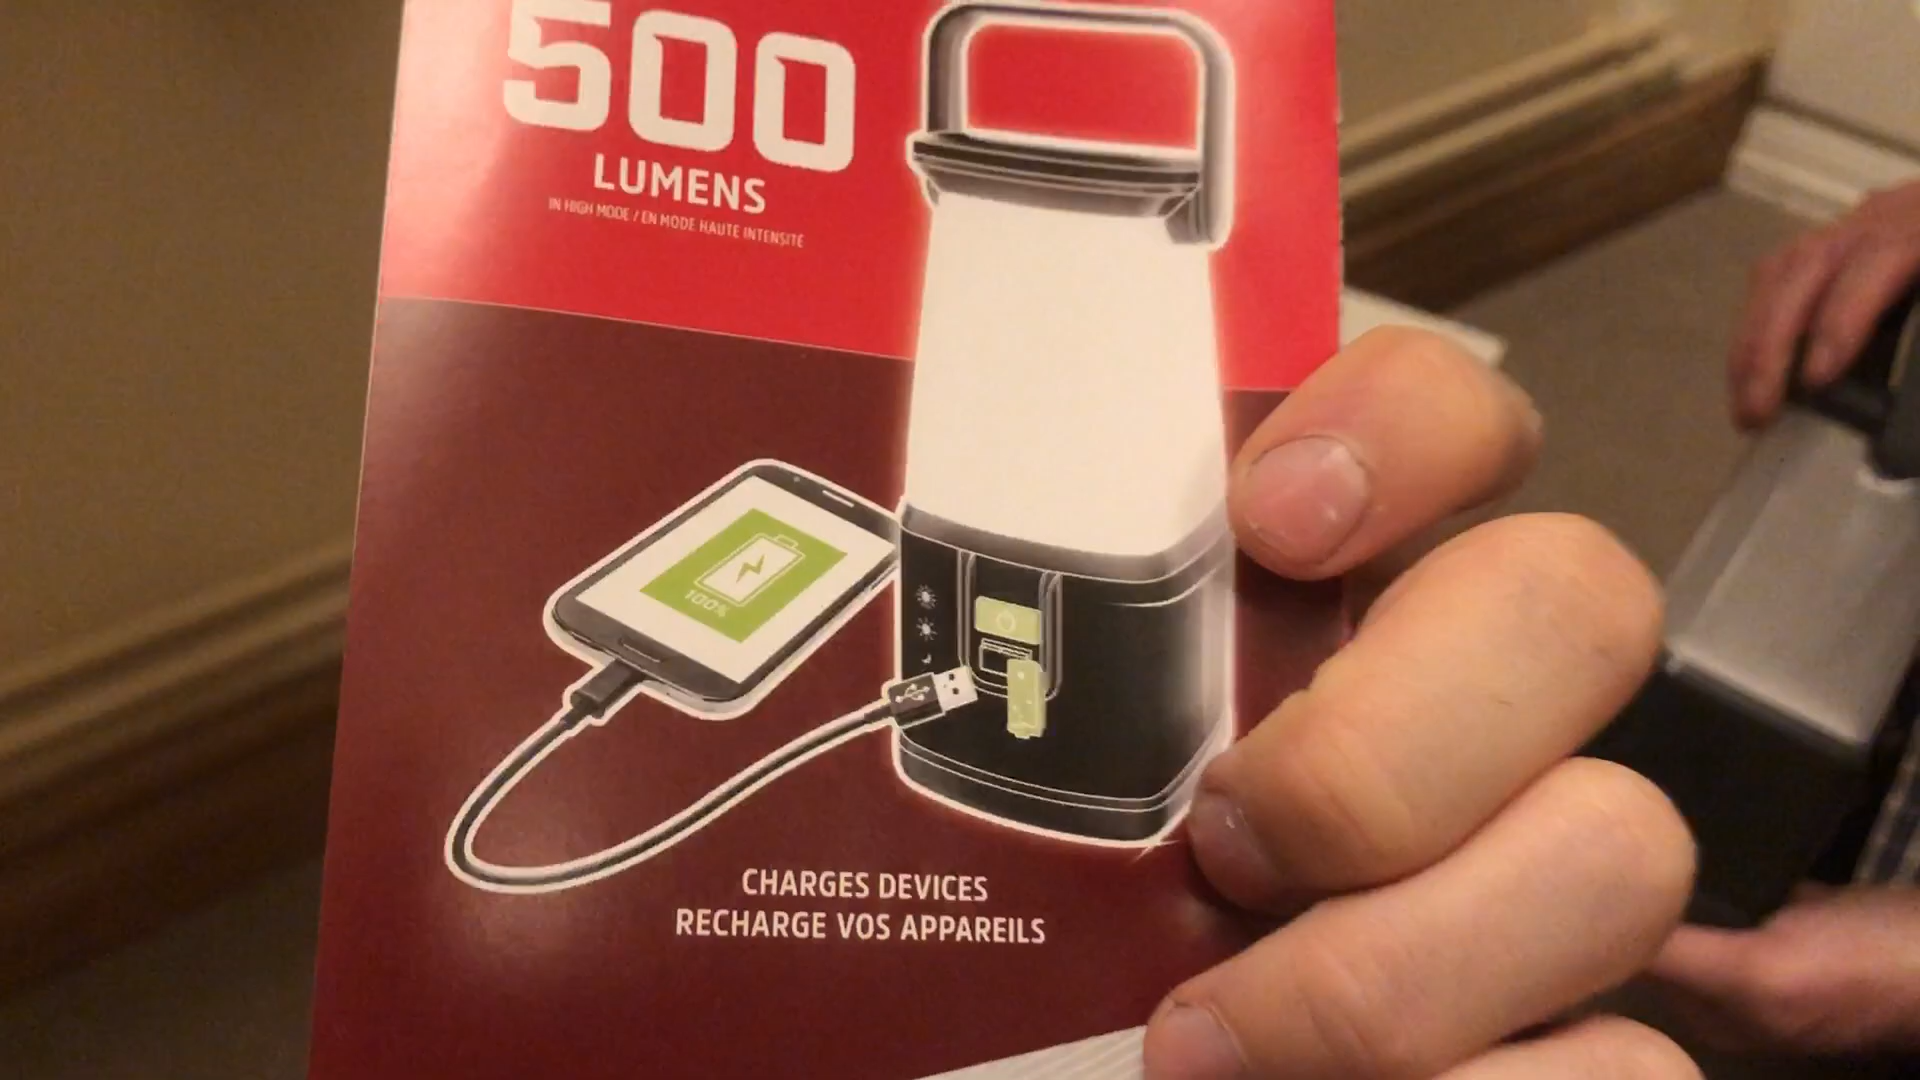 500
LUMENS
IN HIGH MODE / EN MODE HAUTE INTENSITÉ
100%
CHARGES DEVICES
RECHARGE VOS APPAREILS